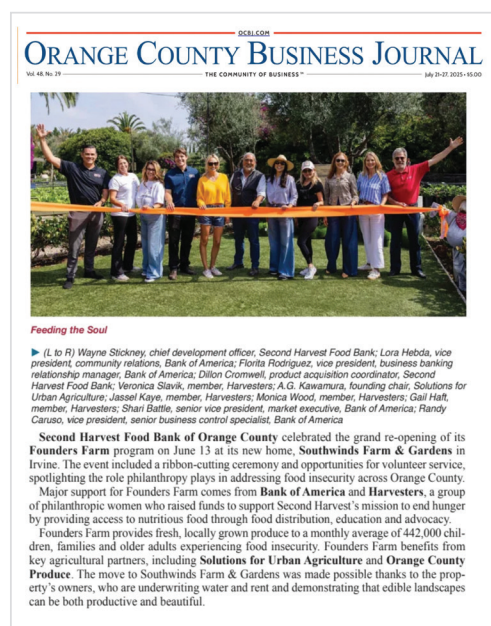 OCBJ.COM
ORANGE COUNTY BUSINESS JOURNAL
Vol. 48, No. 29 THE COMMUNITY OF BUSINESS™ July 21-27, 2025 • $5.00
Feeding the Soul
▶ (L to R) Wayne Stickney, chief development officer, Second Harvest Food Bank; Lora Hebda, vice
president, community relations, Bank of America; Florita Rodriguez, vice president, business banking
relationship manager, Bank of America; Dillon Cromwell, product acquisition coordinator, Second
Harvest Food Bank; Veronica Slavik, member, Harvesters; A.G. Kawamura, founding chair, Solutions for
Urban Agriculture; Jassel Kaye, member, Harvesters; Monica Wood, member, Harvesters; Gail Haft,
member, Harvesters; Shari Battle, senior vice president, market executive, Bank of America; Randy
Caruso, vice president, senior business control specialist, Bank of America
Second Harvest Food Bank of Orange County celebrated the grand re-opening of its
Founders Farm program on June 13 at its new home, Southwinds Farm & Gardens in
Irvine. The event included a ribbon-cutting ceremony and opportunities for volunteer service,
spotlighting the role philanthropy plays in addressing food insecurity across Orange County.
Major support for Founders Farm comes from Bank of America and Harvesters, a group
of philanthropic women who raised funds to support Second Harvest's mission to end hunger
by providing access to nutritious food through food distribution, education and advocacy.
Founders Farm provides fresh, locally grown produce to a monthly average of 442,000 chil-
dren, families and older adults experiencing food insecurity. Founders Farm benefits from
key agricultural partners, including Solutions for Urban Agriculture and Orange County
Produce. The move to Southwinds Farm & Gardens was made possible thanks to the prop-
erty's owners, who are underwriting water and rent and demonstrating that edible landscapes
can be both productive and beautiful.